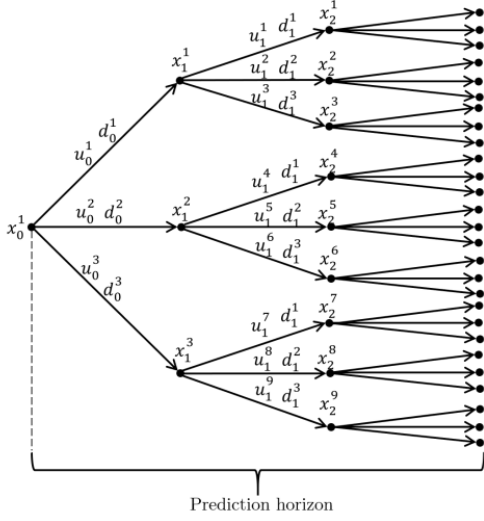 x_2^1
u_1^1 d_1^1
x_1^1
u_1^2 d_1^2 x_2^2
u_1^3 d_1^3 x_2^3
u_0^1 d_0^1
x_2^4
u_1^4 d_1^1
x_0^1 u_0^2 d_0^2 x_1^2 u_1^5 d_1^2 x_2^5
u_1^6 d_1^3 x_2^6
u_0^3 d_0^3
x_2^7
u_1^7 d_1^1
x_1^3 u_1^8 d_1^2 x_2^8
u_1^9 d_1^3 x_2^9
Prediction horizon